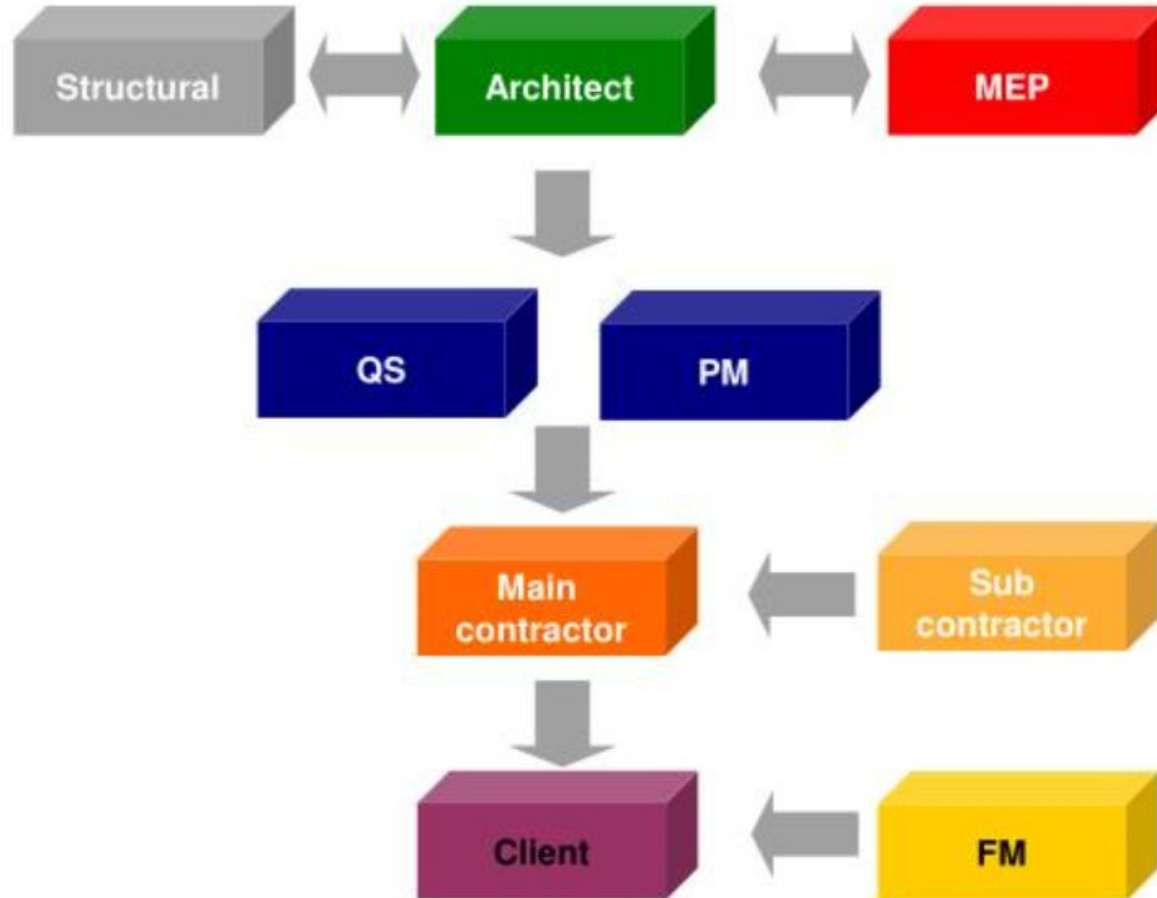 Structural
Architect
MEP
QS
PM
Main
contractor
Sub
contractor
Client
FM